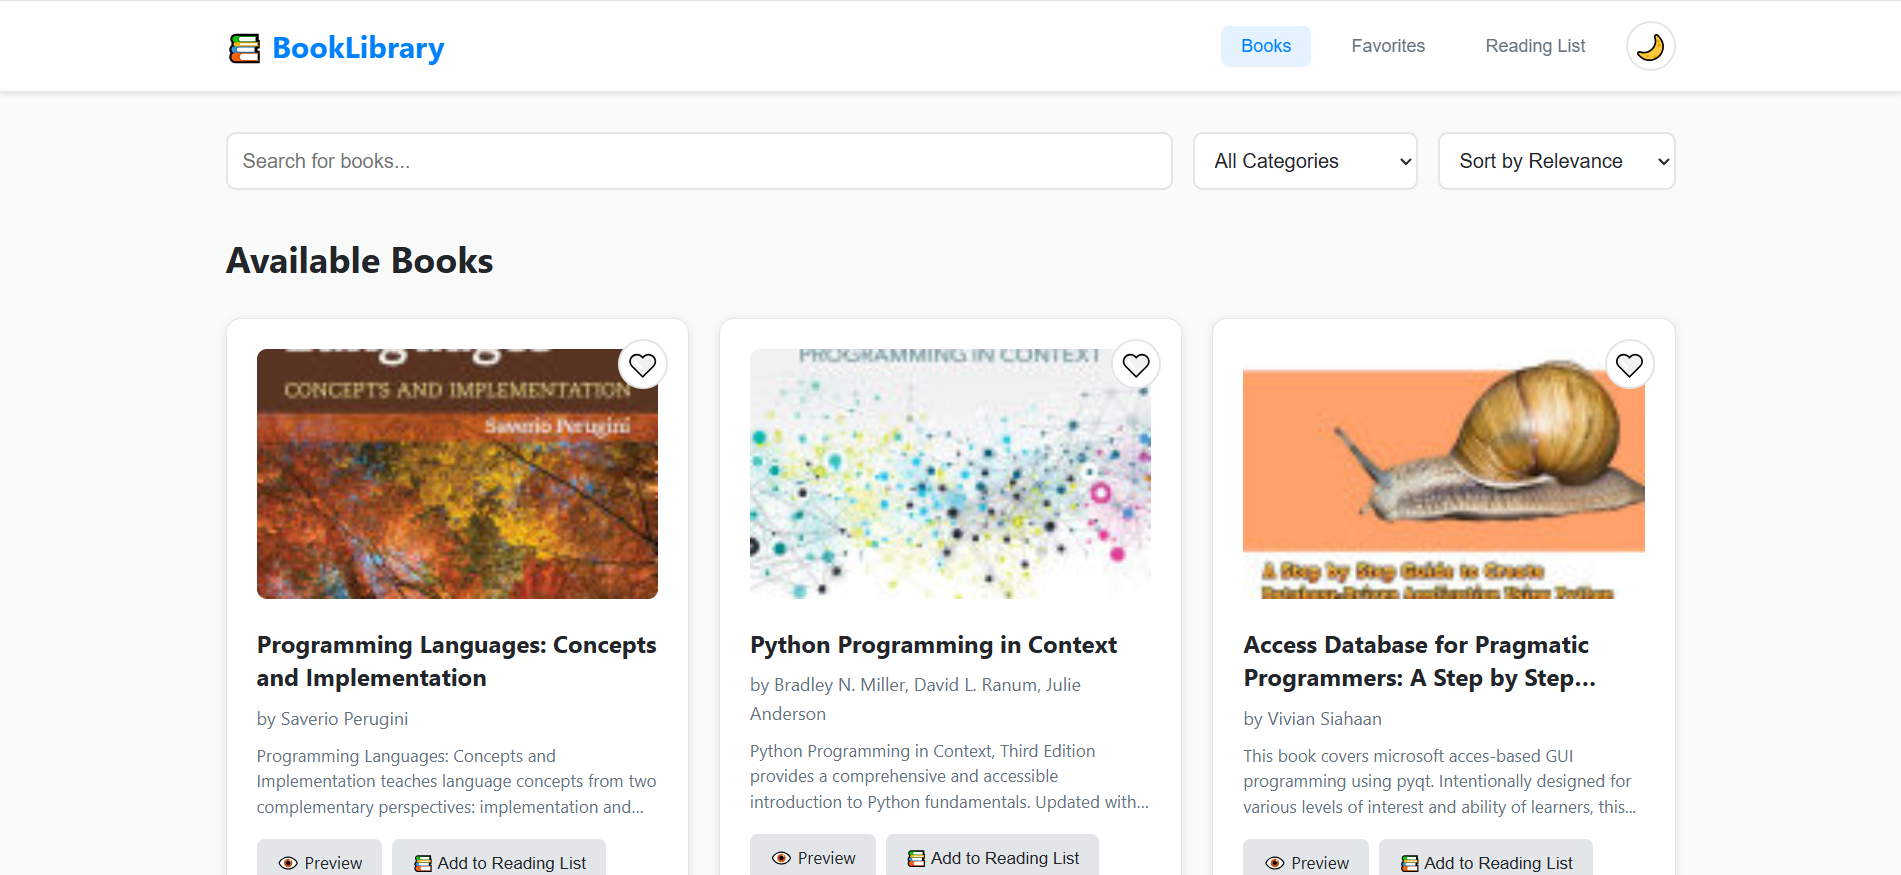 BookLibrary
Books
Favorites
Reading List
Search for books...
All Categories
Sort by Relevance
Available Books
Languages
CONCEPTS AND IMPLEMENTATION
Saverio Perugini
Programming Languages: Concepts
and Implementation
by Saverio Perugini
Programming Languages: Concepts and
Implementation teaches language concepts from two
complementary perspectives: implementation and...
Preview
Add to Reading List
PROGRAMMING IN CONTEXT
Python Programming in Context
by Bradley N. Miller, David L. Ranum, Julie
Anderson
Python Programming in Context, Third Edition
provides a comprehensive and accessible
introduction to Python fundamentals. Updated with...
Preview
Add to Reading List
A Step by Step Guide to Create
Database-Driven Application Using Python
Access Database for Pragmatic
Programmers: A Step by Step...
by Vivian Siahaan
This book covers microsoft acces-based GUI
programming using pyqt. Intentionally designed for
various levels of interest and ability of learners, this...
Preview
Add to Reading List